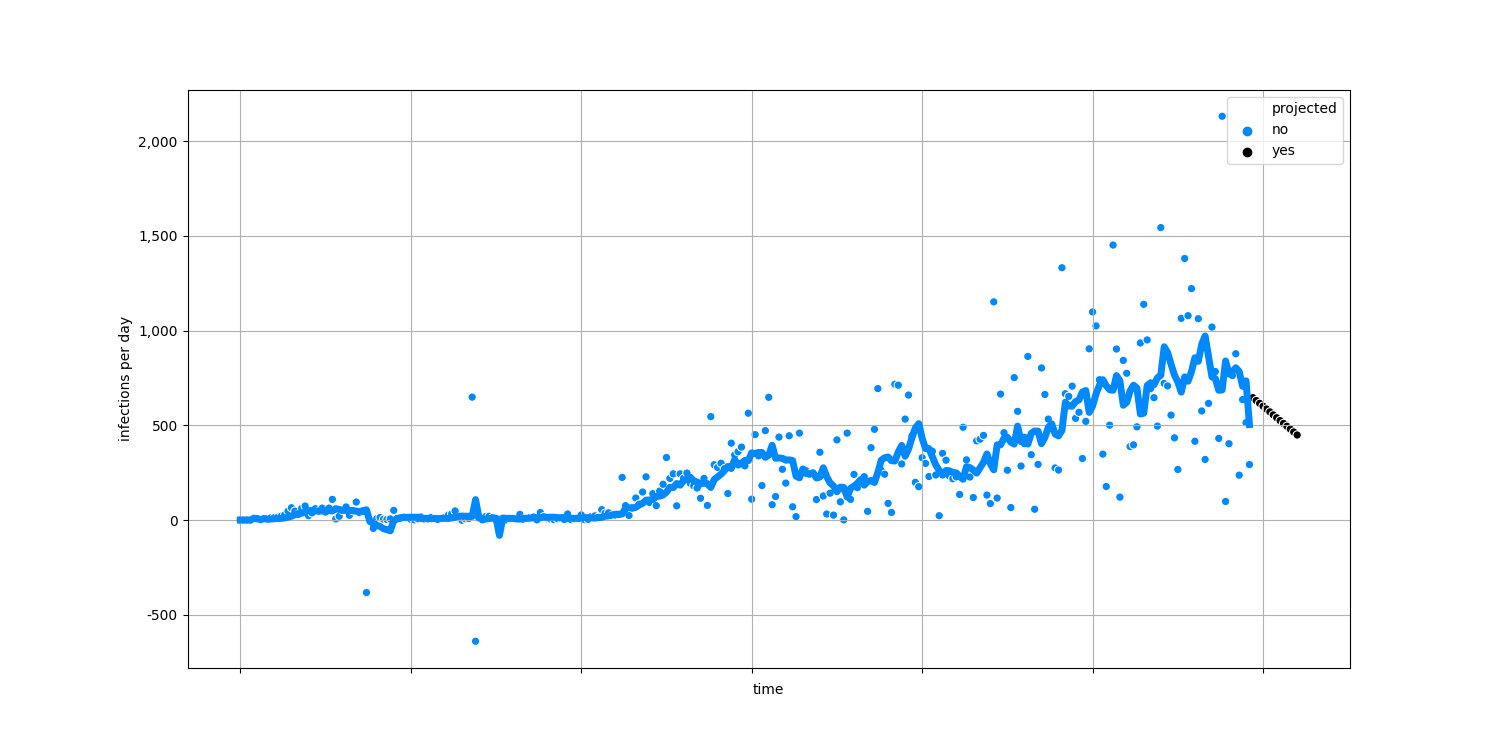 projected
no
yes
2,000
1,500
1,000
500
0
-500
infections per day
time